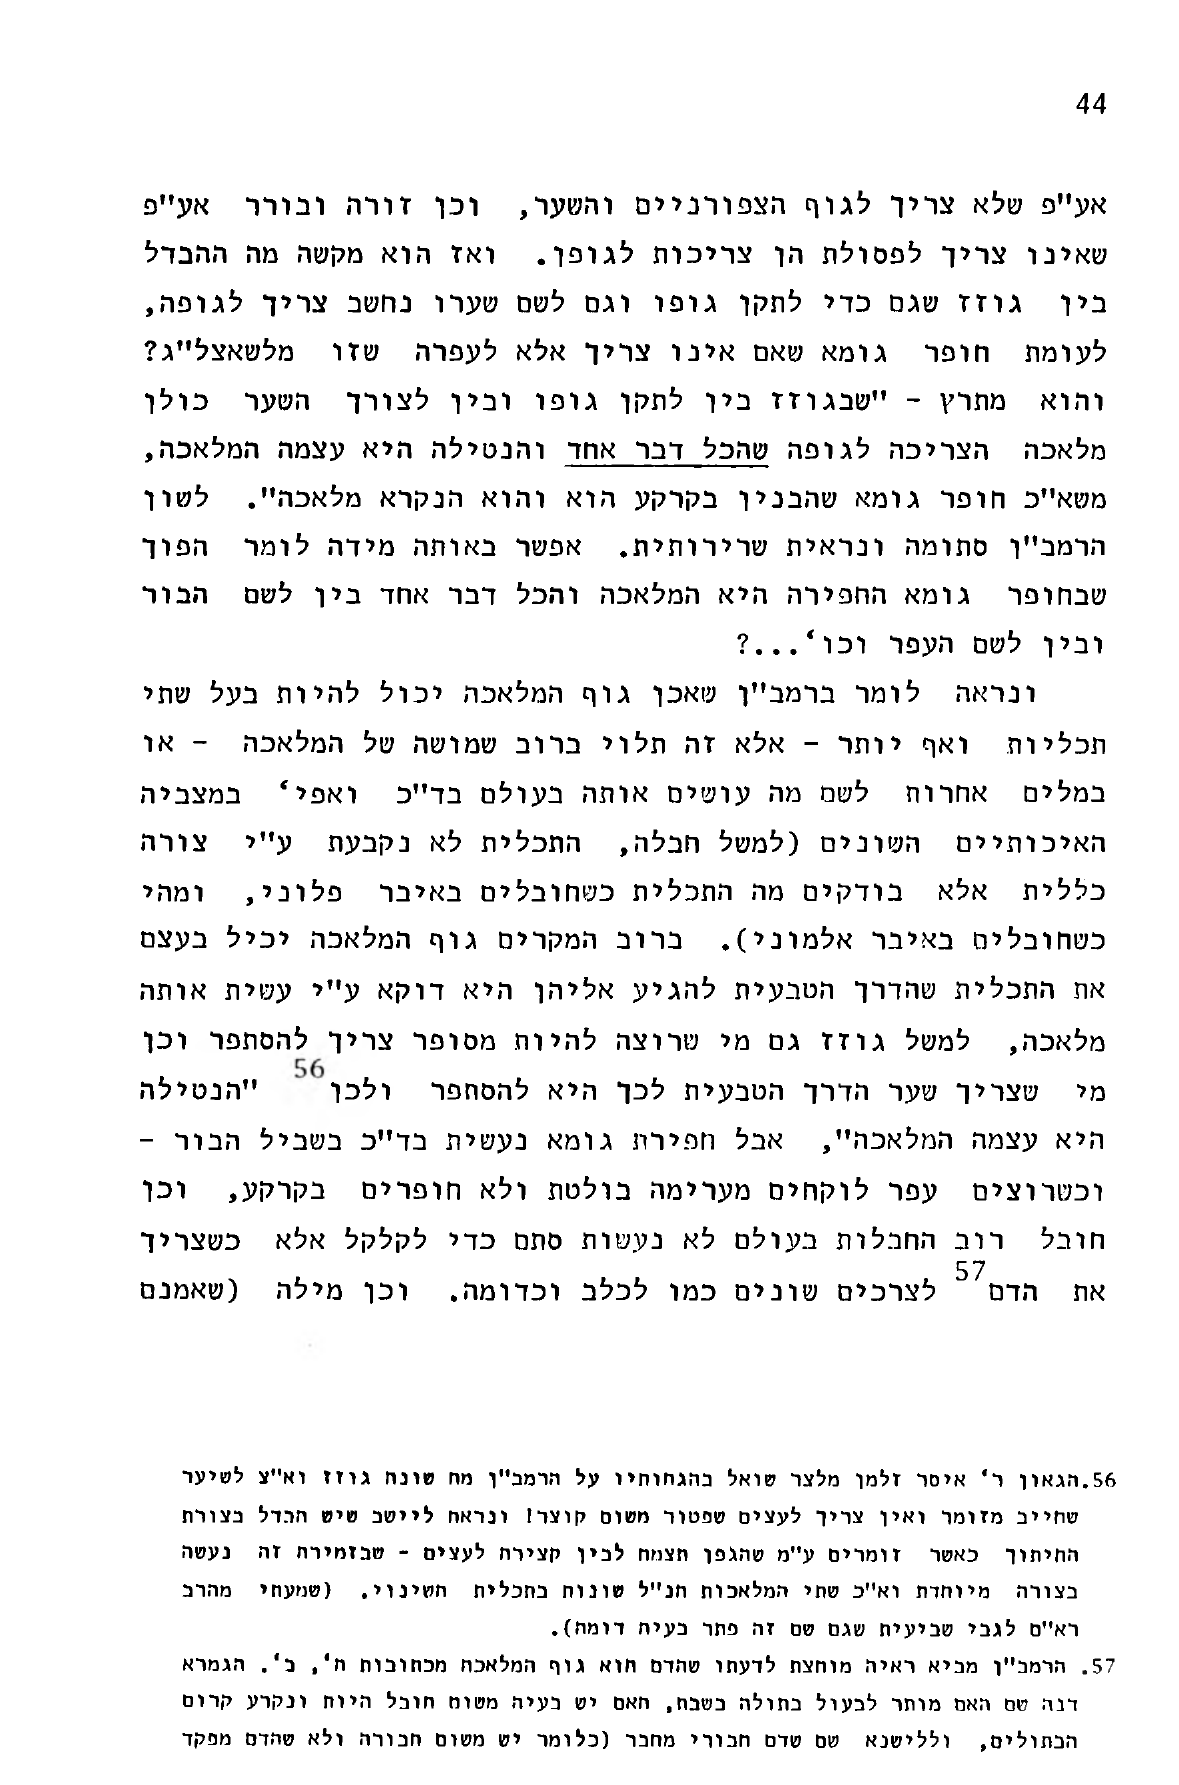 44
אע"פ שלא צריך לגוף הצפורניים והשער, וכן זורה ובורר אע"פ
שאינו צריך לפסולת הן צריכות לגופן. ואז הוא מקשה מה ההבדל
בין גוזז שגם כדי לתקן גופו וגם לשם שערו נחשב צריך לגופה,
לעומת חופר גומא שאם אינו צריך אלא לעפרה שזו מלשאצל"ג?
והוא מתרץ - "שבגוזז בין לתקן גופו ובין לצורך השער כולן
מלאכה הצריכה לגופה שהכל דבר אחד והנטילה היא עצמה המלאכה,
משא"כ חופר גומא שהבנין בקרקע הוא והוא הנקרא מלאכה". לשון
הרמב"ן סתומה ונראית שרירותית. אפשר באותה מידה לומר הפוך
שבחופר גומא החפירה היא המלאכה והכל דבר אחד בין לשם הבור
ובין לשם העפר וכו'...?
ונראה לומר ברמב"ן שאכן גוף המלאכה יכול להיות בעל שתי
תכליות ואף יותר - אלא זה תלוי ברוב שמושה של המלאכה - או
במלים אחרות לשם מה עושים אותה בעולם בד"כ ואפי' במצביה
האיכותיים השונים (למשל חבלה, התכלית לא נקבעת ע"י צורה
כללית אלא בודקים מה התכלית כשחובלים באיבר פלוני, ומהי
כשחובלים באיבר אלמוני). ברוב המקרים גוף המלאכה יכיל בעצם
את התכלית שהדרך הטבעית להגיע אליהן היא דוקא ע"י עשית אותה
מלאכה, למשל גוזז גם מי שרוצה להיות מסופר צריך להסתפר וכן
מי שצריך שער הדרך הטבעית לכך היא להסתפר ולכן 56 "הנטילה
היא עצמה המלאכה", אבל חפירת גומא נעשית בד"כ בשביל הבור -
וכשרוצים עפר לוקחים מערימה בולטת ולא חופרים בקרקע, וכן
חובל רוב החבלות בעולם לא נעשות סתם כדי לקלקל אלא כשצריך
את הדם 57 לצרכים שונים כמו לכלב וכדומה. וכן מילה (שאמנם
56. הגאון ר' איסר זלמן מלצר שואל בהגהותיו על הרמב"ן מה שונה גוזז וא"צ לשיער
שחייב מזומר ואין צריך לעצים שפטור משום קוצר! ונראה ליישב שיש הבדל בצורת
החיתוך כאשר זומרים ע"מ שהגפן תצמח לבין קצירה לעצים - שבזמירת זה נעשה
בצורה מיוחדת וא"כ שתי המלאכות הנ"ל שונות בתכלית השינוי. (שמעתי מהרב
רא"ם לגבי שביעית שגם שם זה פתר בעיה דומה).
57. הרמב"ן מביא ראיה מוחצת לדעתו שהדם הוא גוף המלאכה מכתובות ה', ב'. הגמרא
דנה שם האם מותר לבעול בתולה בשבת, האם יש בעיה משום חובל היות ונקרע קרום
הבתולים, וללישנא שם שדם חבורי מחבר (כלומר יש משום חבורה ולא שהדם מפקד